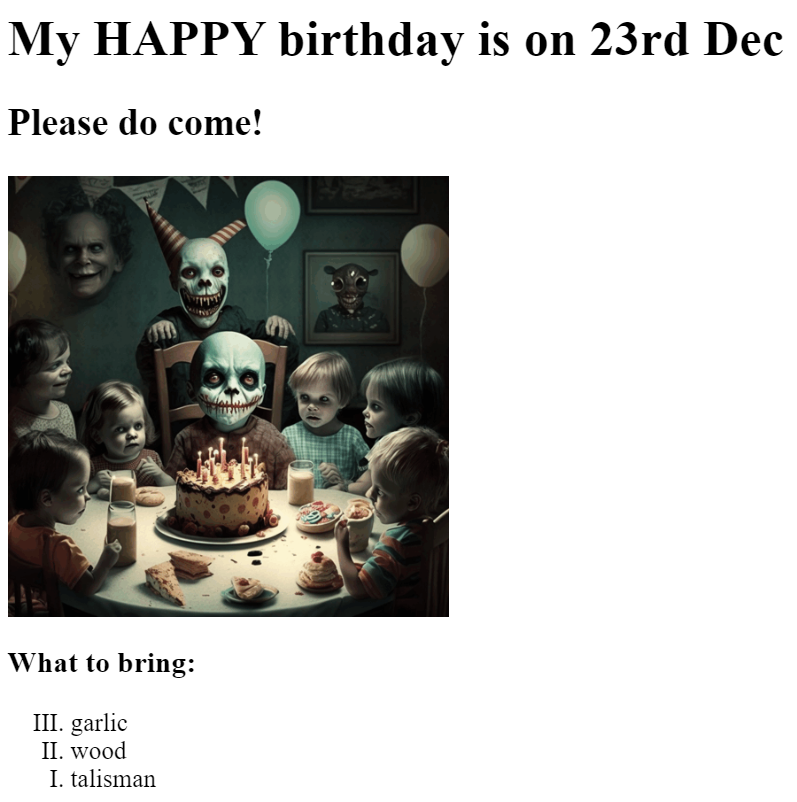 My HAPPY birthday is on 23rd Dec
Please do come!
What to bring:
III. garlic
II. wood
I. talisman